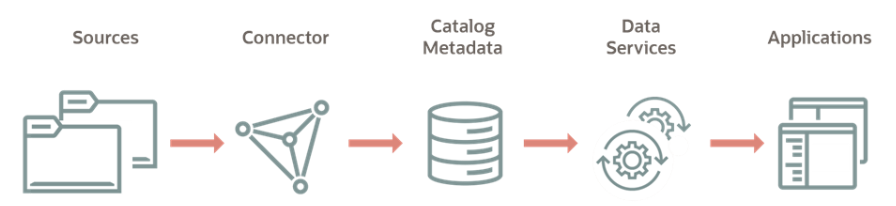 Sources
Connector
Catalog
Metadata
Data
Services
Applications